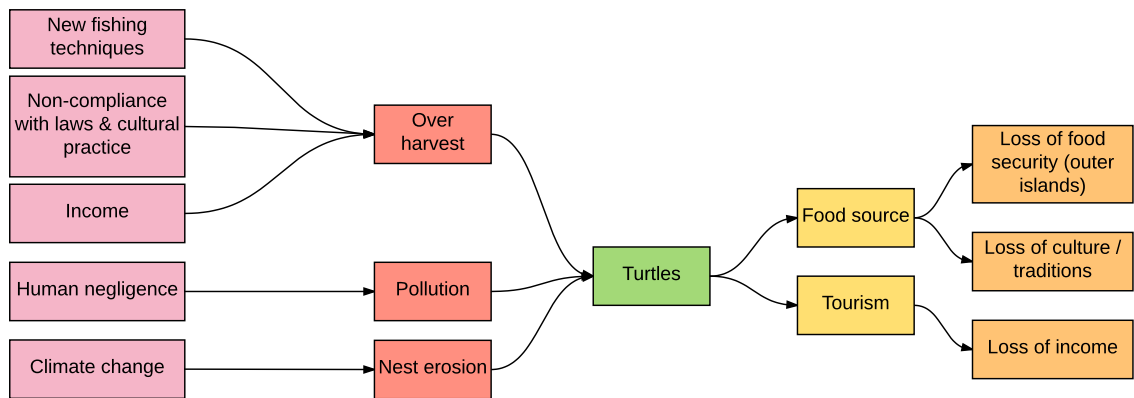 New fishing
techniques
Non-compliance
with laws & cultural
practice
Income
Human negligence
Climate change
Over
harvest
Pollution
Nest erosion
Turtles
Food source
Tourism
Loss of food
security (outer
islands)
Loss of culture /
traditions
Loss of income